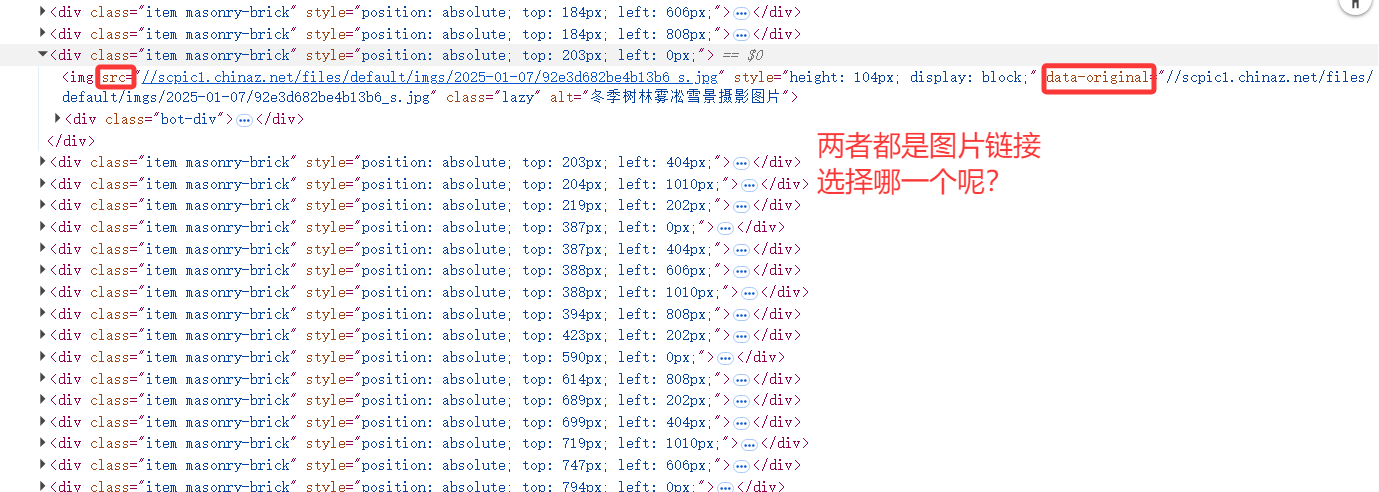 <div class="item masonry-brick" style="position: absolute; top: 184px; left: 606px;">…</div>
<div class="item masonry-brick" style="position: absolute; top: 184px; left: 808px;">…</div>
<div class="item masonry-brick" style="position: absolute; top: 203px; left: 0px;"> == $0
<img src="//scpic1.chinaz.net/files/default/imgs/2025-01-07/92e3d682be4b13b6_s.jpg" style="height: 104px; display: block;" data-original="//scpic1.chinaz.net/files/
default/imgs/2025-01-07/92e3d682be4b13b6_s.jpg" class="lazy" alt="冬季树林雾凇雪景摄影图片">
<div class="bot-div">…</div>
</div>
两者都是图片链接
选择哪一个呢？
<div class="item masonry-brick" style="position: absolute; top: 203px; left: 404px;">…</div>
<div class="item masonry-brick" style="position: absolute; top: 204px; left: 1010px;">…</div>
<div class="item masonry-brick" style="position: absolute; top: 219px; left: 202px;">…</div>
<div class="item masonry-brick" style="position: absolute; top: 387px; left: 0px;">…</div>
<div class="item masonry-brick" style="position: absolute; top: 387px; left: 404px;">…</div>
<div class="item masonry-brick" style="position: absolute; top: 388px; left: 606px;">…</div>
<div class="item masonry-brick" style="position: absolute; top: 388px; left: 1010px;">…</div>
<div class="item masonry-brick" style="position: absolute; top: 394px; left: 808px;">…</div>
<div class="item masonry-brick" style="position: absolute; top: 423px; left: 202px;">…</div>
<div class="item masonry-brick" style="position: absolute; top: 590px; left: 0px;">…</div>
<div class="item masonry-brick" style="position: absolute; top: 614px; left: 808px;">…</div>
<div class="item masonry-brick" style="position: absolute; top: 689px; left: 202px;">…</div>
<div class="item masonry-brick" style="position: absolute; top: 699px; left: 404px;">…</div>
<div class="item masonry-brick" style="position: absolute; top: 719px; left: 1010px;">…</div>
<div class="item masonry-brick" style="position: absolute; top: 747px; left: 606px;">…</div>
<div class="item masonry-brick" style="position: absolute; top: 794px; left: 0px;">…</div>